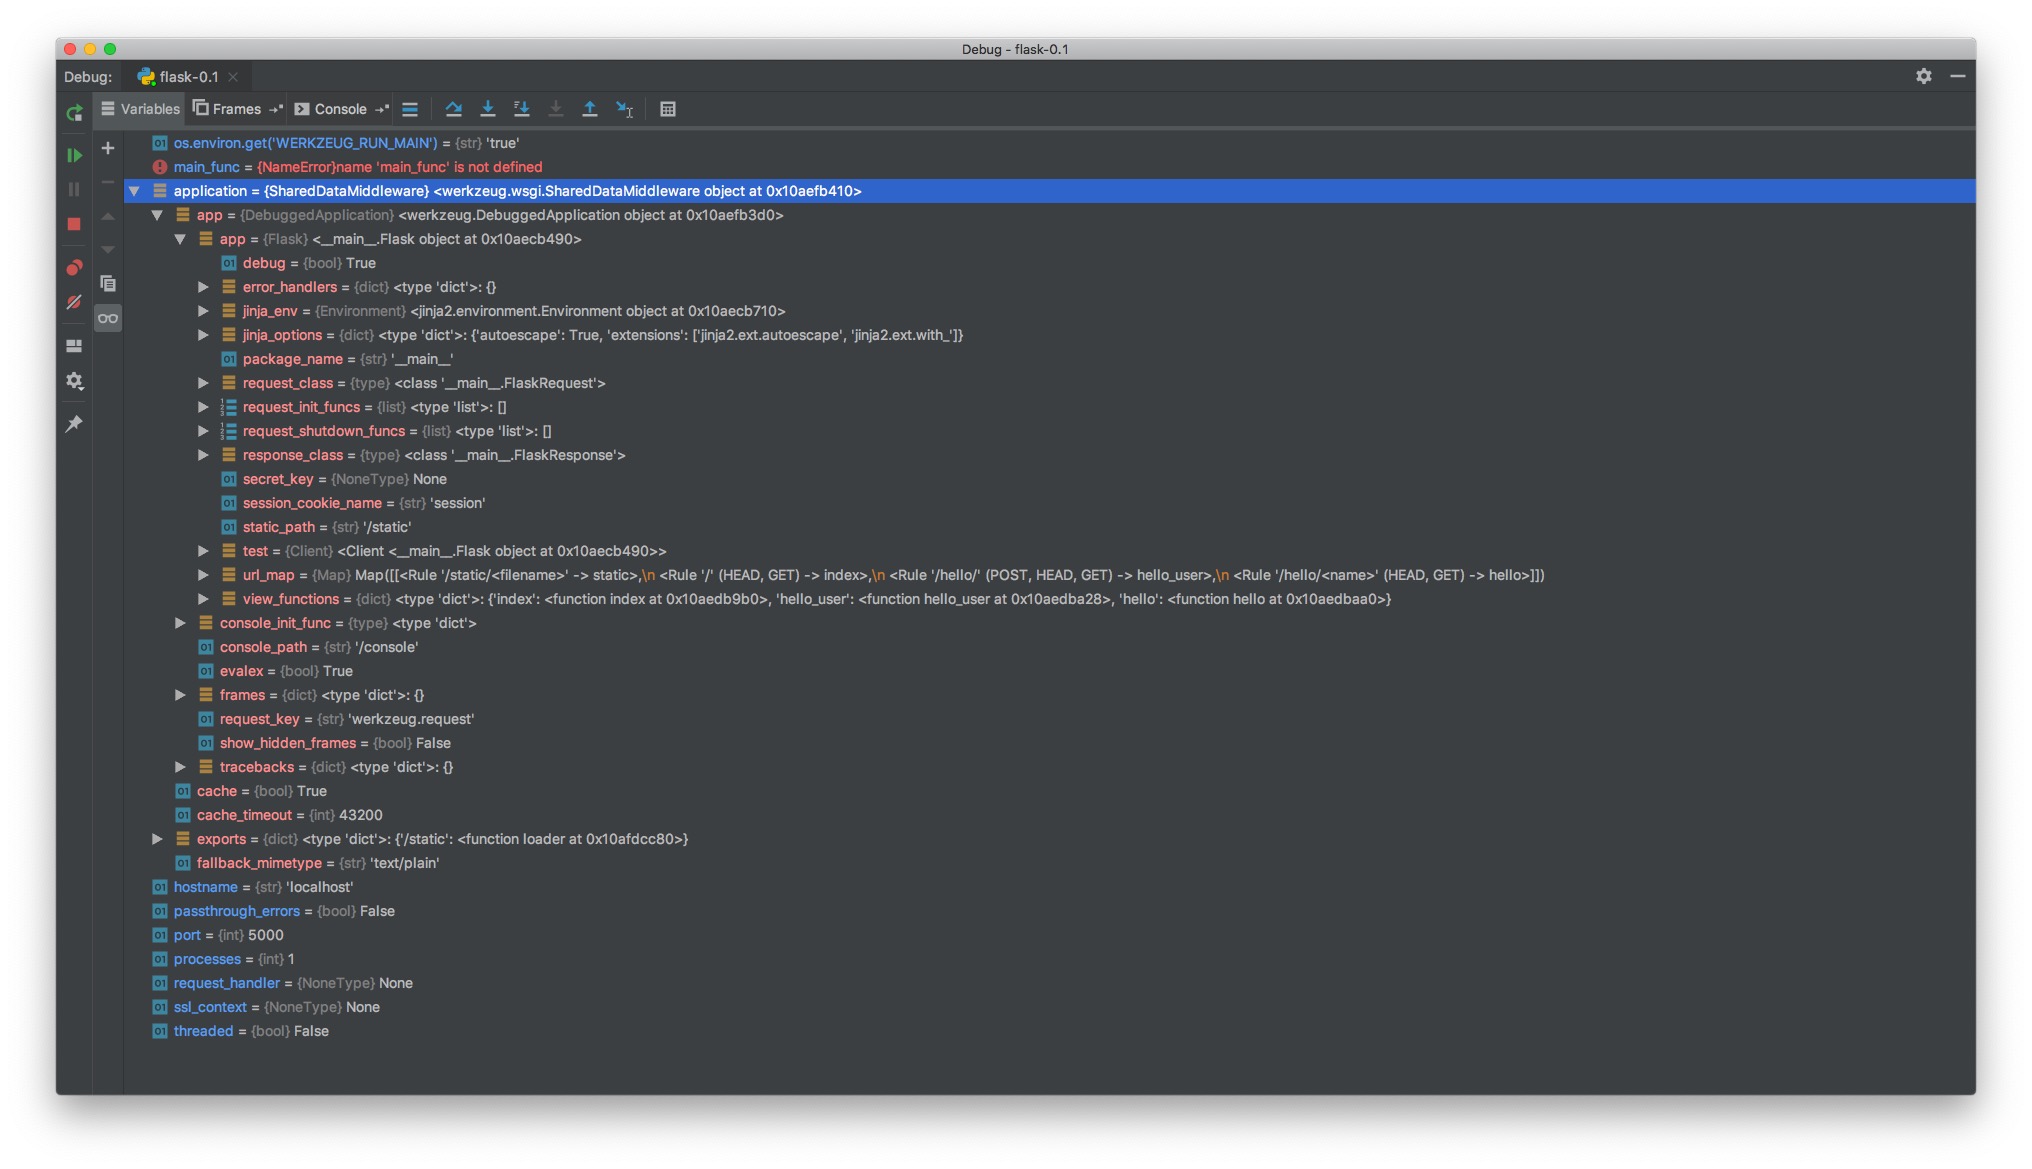 Debug - flask-0.1
Debug: flask-0.1
Variables Frames Console
os.environ.get('WERKZEUG_RUN_MAIN') = {str} 'true'
main_func = {NameError}name 'main_func' is not defined
application = {SharedDataMiddleware} <werkzeug.wsgi.SharedDataMiddleware object at 0x10aefb410>
app = {DebuggedApplication} <werkzeug.DebuggedApplication object at 0x10aefb3d0>
app = {Flask} <__main__.Flask object at 0x10aecb490>
debug = {bool} True
error_handlers = {dict} <type 'dict'>: {}
jinja_env = {Environment} <jinja2.environment.Environment object at 0x10aecb710>
jinja_options = {dict} <type 'dict'>: {'autoescape': True, 'extensions': ['jinja2.ext.autoescape', 'jinja2.ext.with_']}
package_name = {str} '__main__'
request_class = {type} <class '__main__.FlaskRequest'>
request_init_funcs = {list} <type 'list'>: []
request_shutdown_funcs = {list} <type 'list'>: []
response_class = {type} <class '__main__.FlaskResponse'>
secret_key = {NoneType} None
session_cookie_name = {str} 'session'
static_path = {str} '/static'
test = {Client} <Client <__main__.Flask object at 0x10aecb490>>
url_map = {Map} Map([[<Rule '/static/<filename>' -> static>,\n <Rule '/' (HEAD, GET) -> index>,\n <Rule '/hello/' (POST, HEAD, GET) -> hello_user>,\n <Rule '/hello/<name>' (HEAD, GET) -> hello>]])
view_functions = {dict} <type 'dict'>: {'index': <function index at 0x10aedb9b0>, 'hello_user': <function hello_user at 0x10aedba28>, 'hello': <function hello at 0x10aedbaa0>}
console_init_func = {type} <type 'dict'>
console_path = {str} '/console'
evalex = {bool} True
frames = {dict} <type 'dict'>: {}
request_key = {str} 'werkzeug.request'
show_hidden_frames = {bool} False
tracebacks = {dict} <type 'dict'>: {}
cache = {bool} True
cache_timeout = {int} 43200
exports = {dict} <type 'dict'>: {'/static': <function loader at 0x10afdcc80>}
fallback_mimetype = {str} 'text/plain'
hostname = {str} 'localhost'
passthrough_errors = {bool} False
port = {int} 5000
processes = {int} 1
request_handler = {NoneType} None
ssl_context = {NoneType} None
threaded = {bool} False